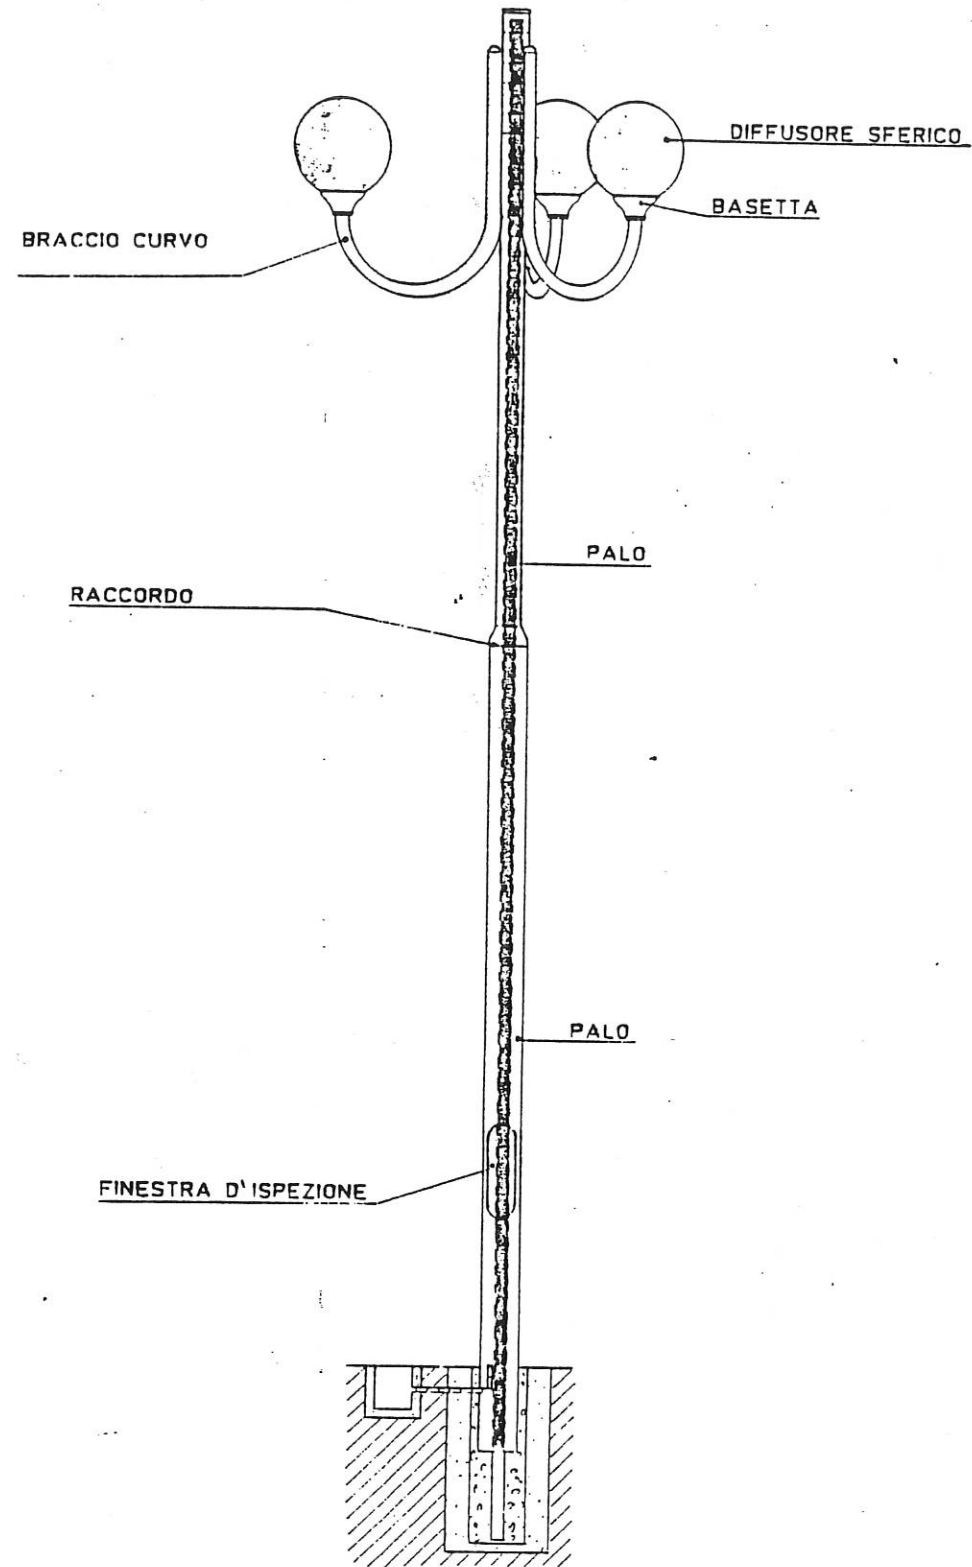 DIFFUSORE SFERICO
BASETTA
BRACCIO CURVO
PALO
RACCORDO
PALO
FINESTRA D'ISPEZIONE